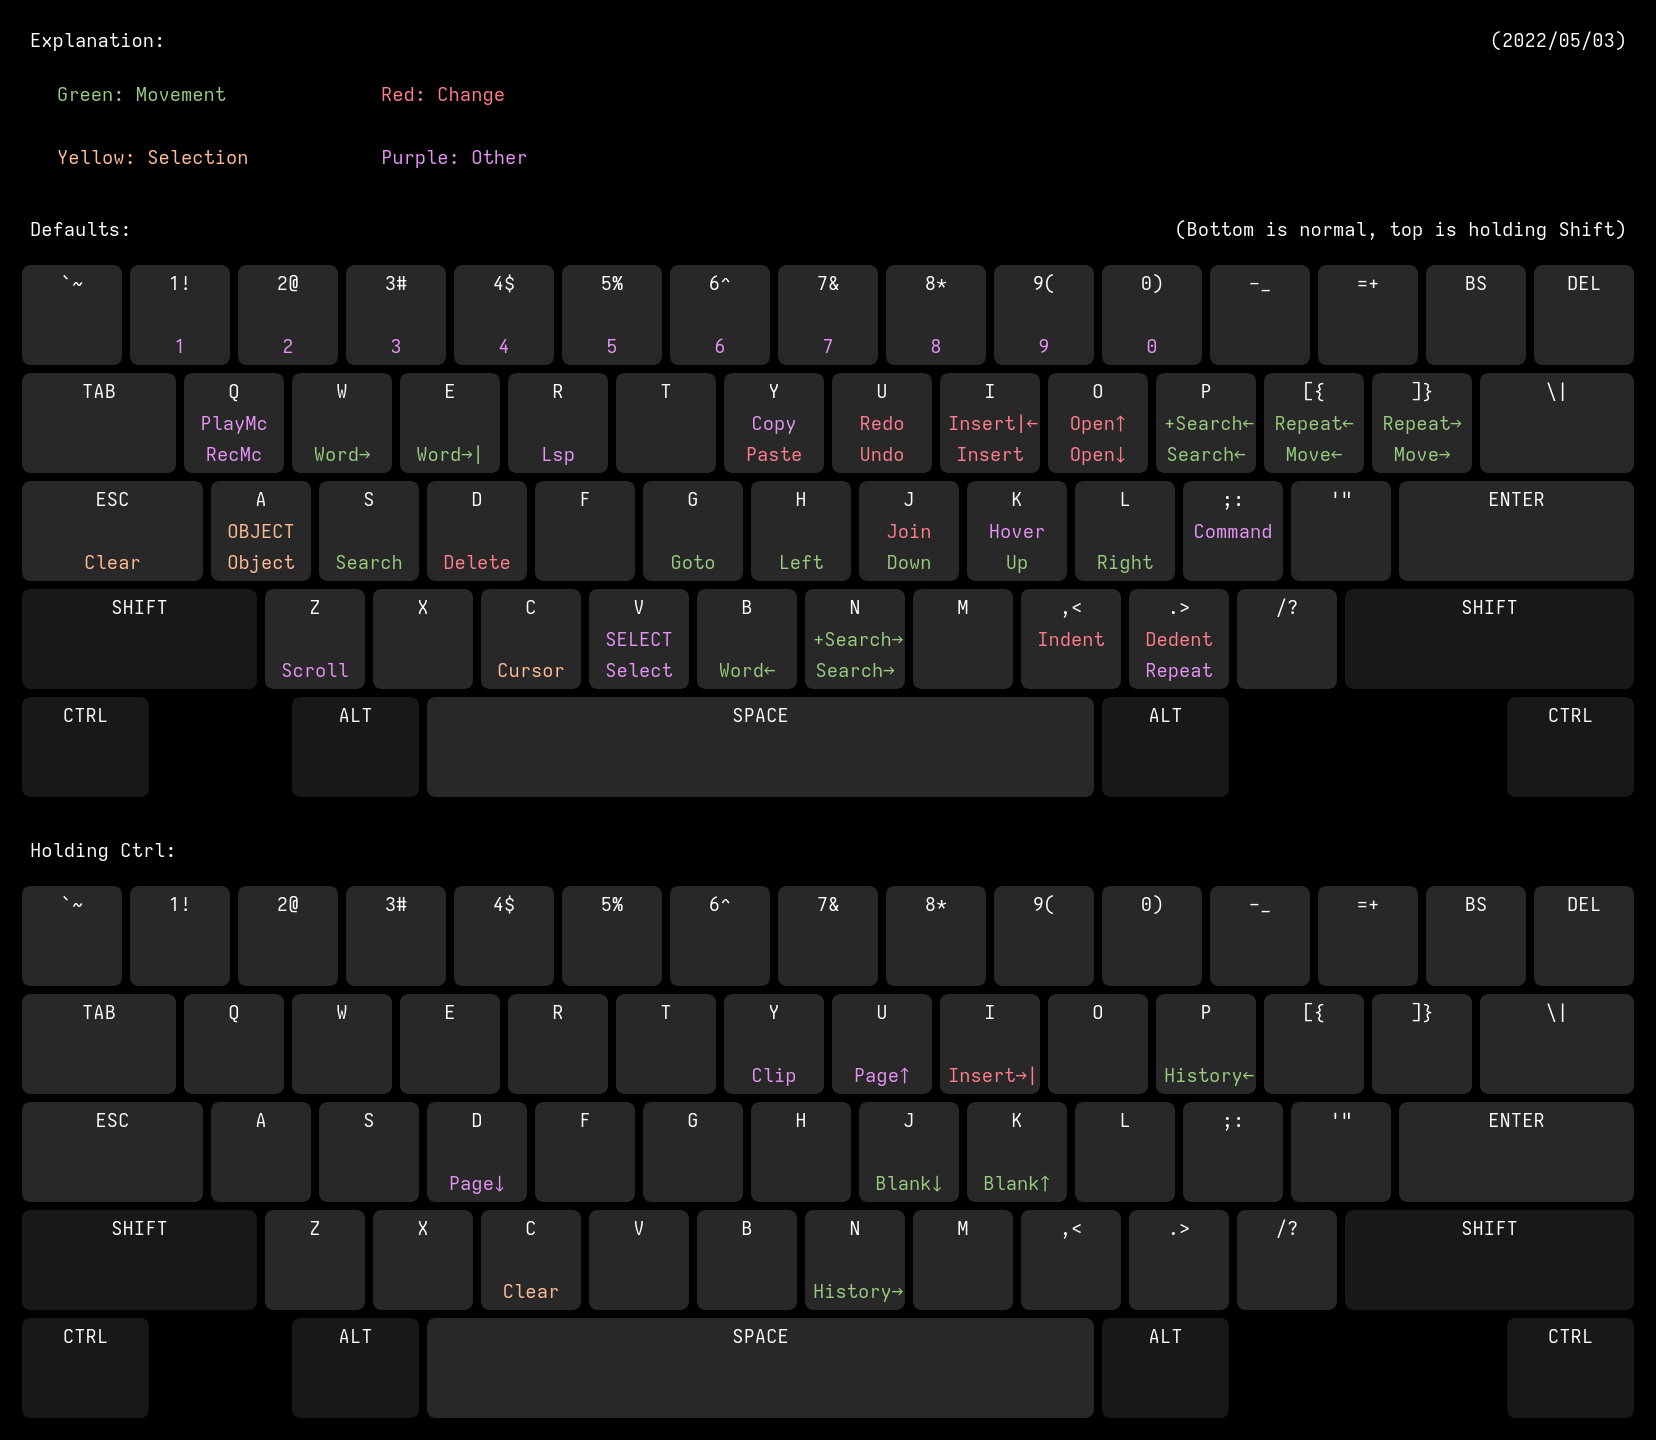 Explanation: (2022/05/03)
Green: Movement Red: Change
Yellow: Selection Purple: Other
Defaults: (Bottom is normal, top is holding Shift)
`~ 1! 2@ 3# 4$ 5% 6^ 7& 8* 9( 0) -_ =+ BS DEL
1 2 3 4 5 6 7 8 9 0
TAB Q W E R T Y U I O P [{ ]} \|
PlayMc Copy Redo Insert|← Open↑ +Search← Repeat← Repeat→
RecMc Word→ Word→| Lsp Paste Undo Insert Open↓ Search← Move← Move→
ESC A S D F G H J K L ;: '" ENTER
OBJECT Join Hover Command
Clear Object Search Delete Goto Left Down Up Right
SHIFT Z X C V B N M ,< .> /? SHIFT
SELECT +Search→ Indent Dedent
Scroll Cursor Select Word← Search→ Repeat
CTRL ALT SPACE ALT CTRL
Holding Ctrl:
`~ 1! 2@ 3# 4$ 5% 6^ 7& 8* 9( 0) -_ =+ BS DEL
TAB Q W E R T Y U I O P [{ ]} \|
Clip Page↑ Insert→| History←
ESC A S D F G H J K L ;: '" ENTER
Page↓ Blank↓ Blank↑
SHIFT Z X C V B N M ,< .> /? SHIFT
Clear History→
CTRL ALT SPACE ALT CTRL